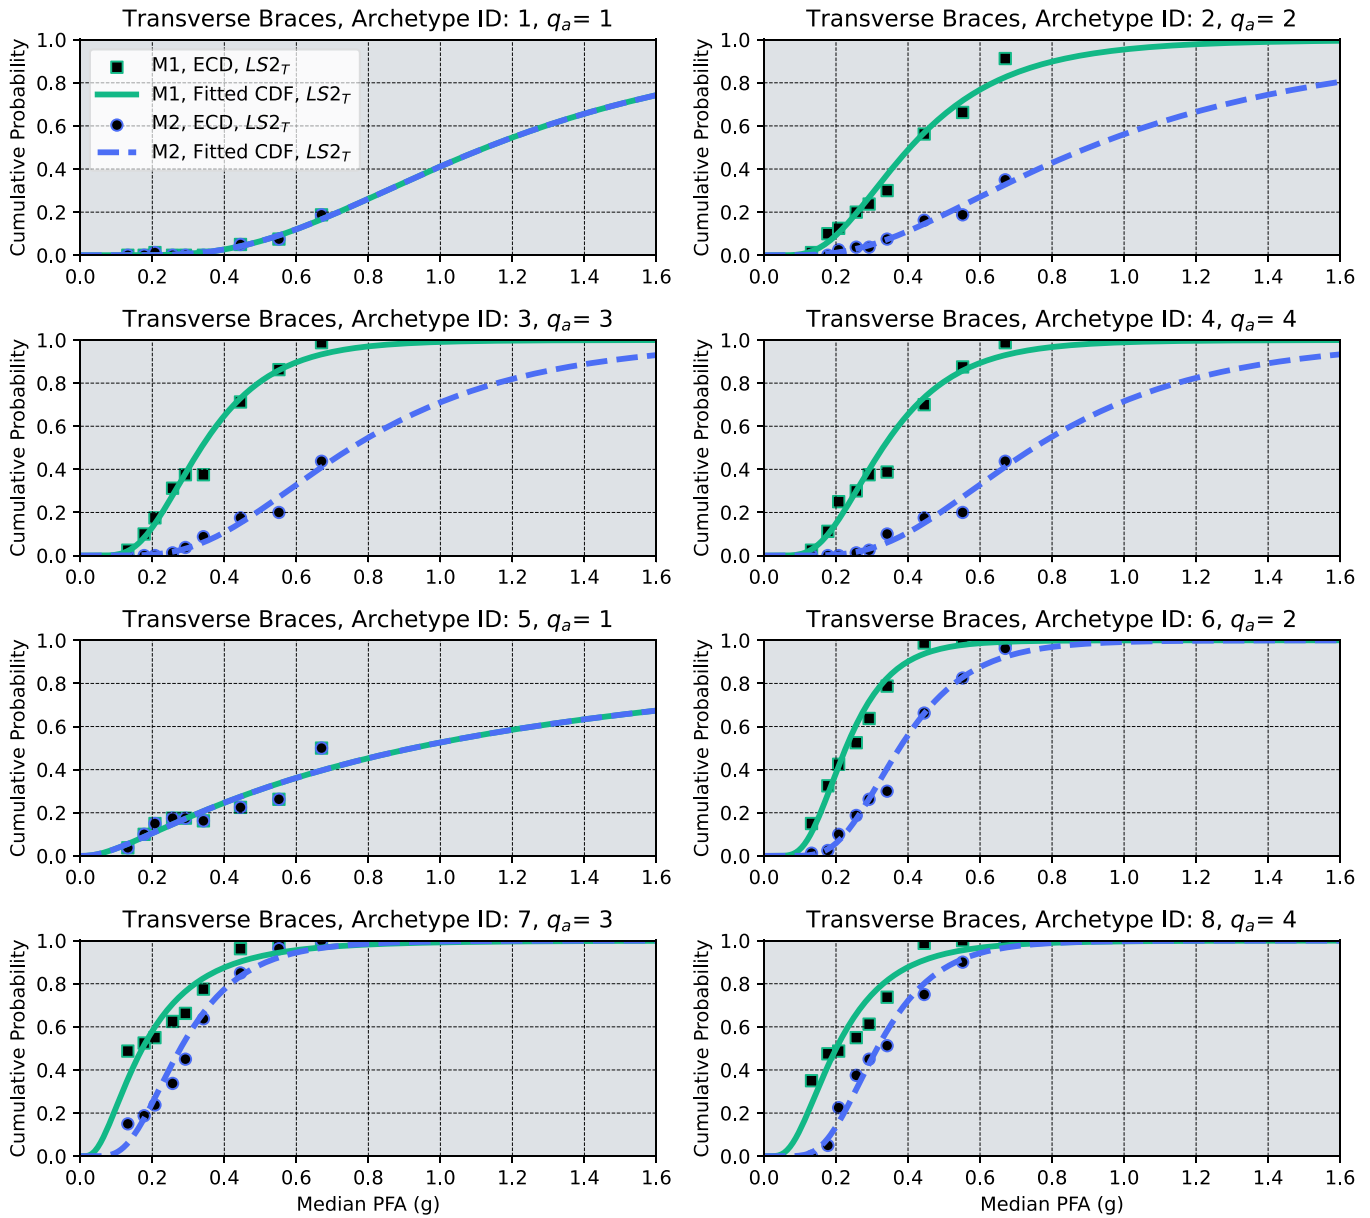 Transverse Braces, Archetype ID: 1, qₐ= 1
Cumulative Probability
1.0
0.8
0.6
0.4
0.2
0.0
M1, ECD, LS2_T
M1, Fitted CDF, LS2_T
M2, ECD, LS2_T
M2, Fitted CDF, LS2_T
0.0 0.2 0.4 0.6 0.8 1.0 1.2 1.4 1.6
Transverse Braces, Archetype ID: 2, qₐ= 2
Cumulative Probability
1.0
0.8
0.6
0.4
0.2
0.0
0.0 0.2 0.4 0.6 0.8 1.0 1.2 1.4 1.6
Transverse Braces, Archetype ID: 3, qₐ= 3
Cumulative Probability
1.0
0.8
0.6
0.4
0.2
0.0
0.0 0.2 0.4 0.6 0.8 1.0 1.2 1.4 1.6
Transverse Braces, Archetype ID: 4, qₐ= 4
Cumulative Probability
1.0
0.8
0.6
0.4
0.2
0.0
0.0 0.2 0.4 0.6 0.8 1.0 1.2 1.4 1.6
Transverse Braces, Archetype ID: 5, qₐ= 1
Cumulative Probability
1.0
0.8
0.6
0.4
0.2
0.0
0.0 0.2 0.4 0.6 0.8 1.0 1.2 1.4 1.6
Transverse Braces, Archetype ID: 6, qₐ= 2
Cumulative Probability
1.0
0.8
0.6
0.4
0.2
0.0
0.0 0.2 0.4 0.6 0.8 1.0 1.2 1.4 1.6
Transverse Braces, Archetype ID: 7, qₐ= 3
Cumulative Probability
1.0
0.8
0.6
0.4
0.2
0.0
0.0 0.2 0.4 0.6 0.8 1.0 1.2 1.4 1.6
Median PFA (g)
Transverse Braces, Archetype ID: 8, qₐ= 4
Cumulative Probability
1.0
0.8
0.6
0.4
0.2
0.0
0.0 0.2 0.4 0.6 0.8 1.0 1.2 1.4 1.6
Median PFA (g)